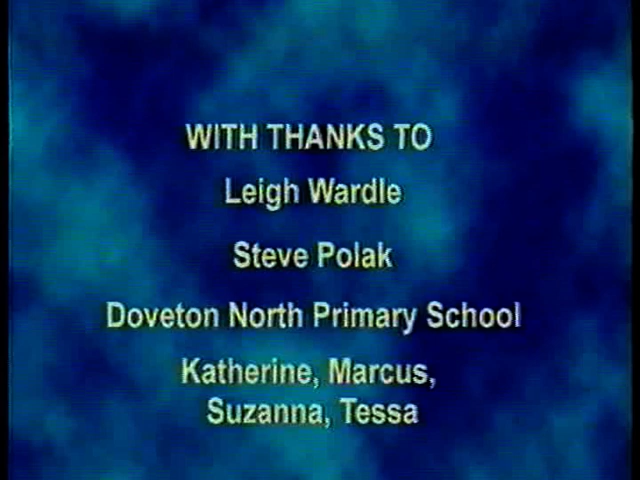 WITH THANKS TO
Leigh Wardle
Steve Polak
Doveton North Primary School
Katherine, Marcus,
Suzanna, Tessa